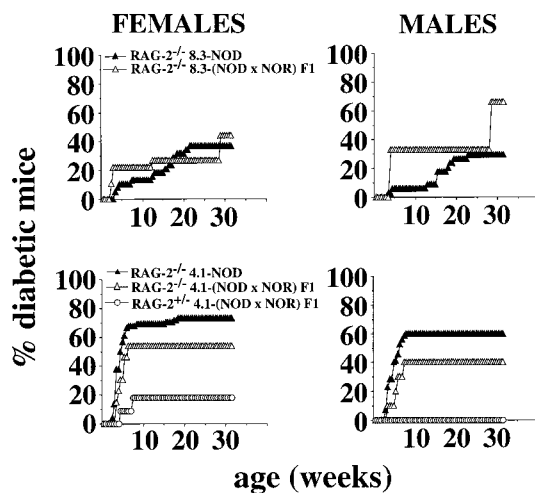 FEMALES
MALES
% diabetic mice
100
80
60
40
20
0
RAG-2-/- 8.3-NOD
RAG-2-/- 8.3-(NOD x NOR) F1
10 20 30
100
80
60
40
20
0
10 20 30
100
80
60
40
20
0
RAG-2-/- 4.1-NOD
RAG-2-/- 4.1-(NOD x NOR) F1
RAG-2+/- 4.1-(NOD x NOR) F1
10 20 30
100
80
60
40
20
0
10 20 30
age (weeks)